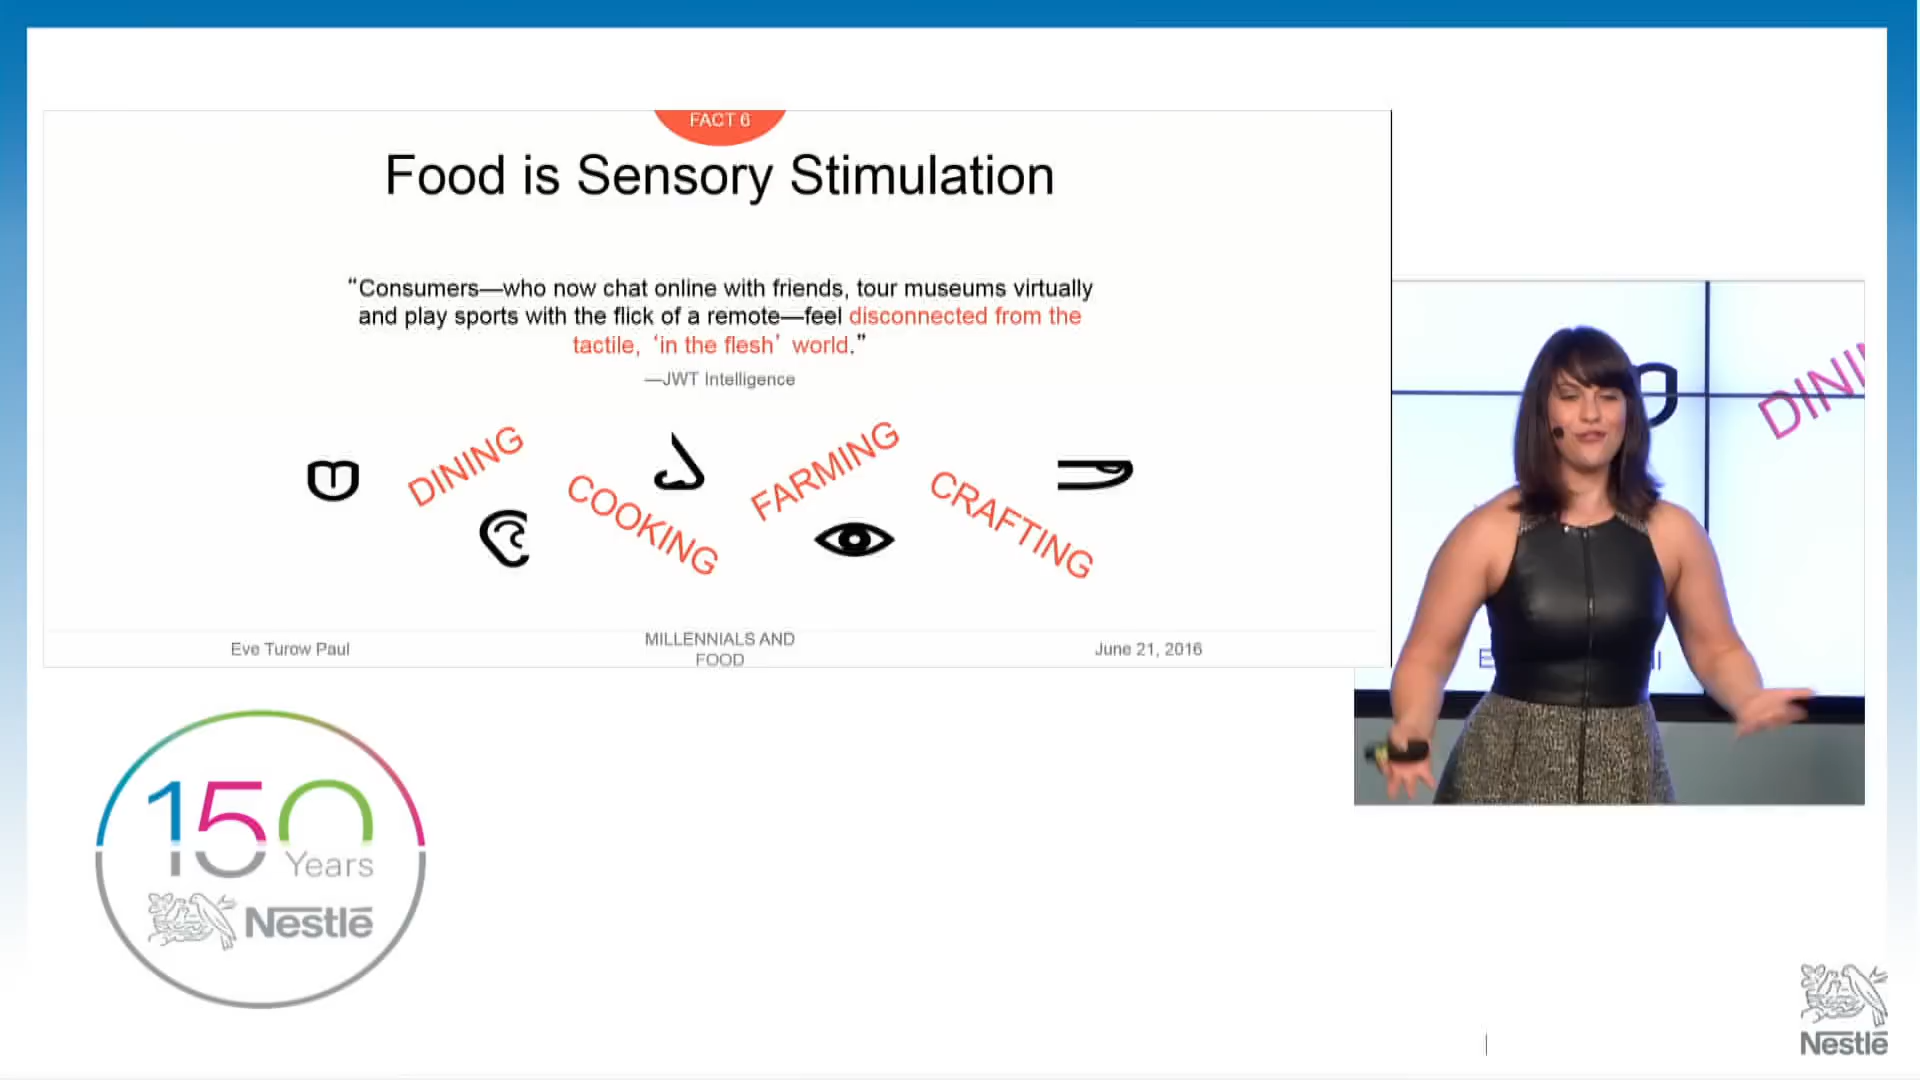 FACT 6
Food is Sensory Stimulation
“Consumers—who now chat online with friends, tour museums virtually
and play sports with the flick of a remote—feel disconnected from the
tactile, ‘in the flesh’ world.”
—JWT Intelligence
DINING
COOKING
FARMING
CRAFTING
Eve Turow Paul
MILLENNIALS AND
FOOD
June 21, 2016
DINI
150
Years
Nestlé
Nestlé